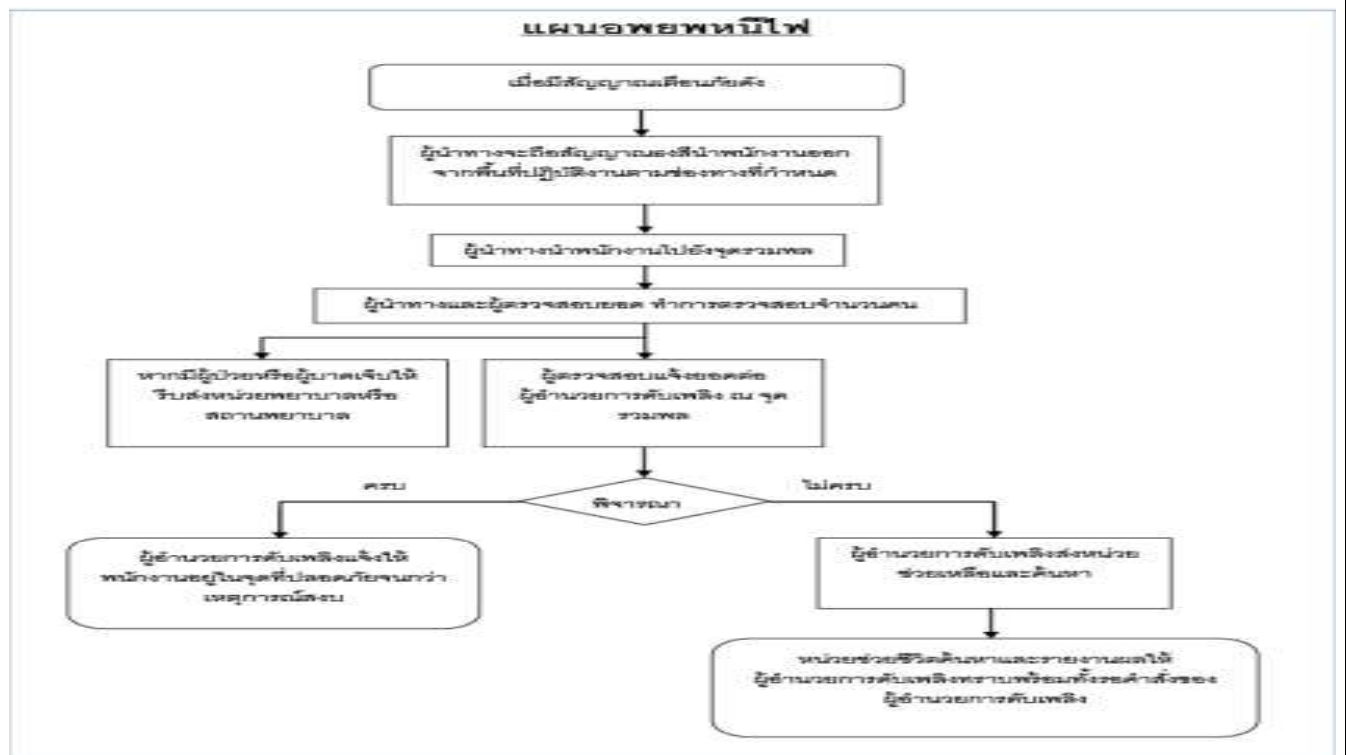 แผนอพยพหนีไฟ
เมื่อมีสัญญาณเตือนภัยดัง
ผู้นำทางจะถือสัญญาณธงสีนำพนักงานออก
จากพื้นที่ปฏิบัติงานตามช่องทางที่กำหนด
ผู้นำทางนำพนักงานไปยังจุดรวมพล
ผู้นำทางและผู้ตรวจสอบยอด ทำการตรวจสอบจำนวนคน
หากมีผู้ป่วยหรือผู้บาดเจ็บให้
รีบส่งหน่วยพยาบาลหรือ
สถานพยาบาล
ผู้ตรวจสอบแจ้งยอดต่อ
ผู้อำนวยการดับเพลิง ณ จุด
รวมพล
ครบ
พิจารณา
ไม่ครบ
ผู้อำนวยการดับเพลิงแจ้งให้
พนักงานอยู่ในจุดที่ปลอดภัยจนกว่า
เหตุการณ์สงบ
ผู้อำนวยการดับเพลิงส่งหน่วย
ช่วยเหลือและค้นหา
หน่วยช่วยชีวิตค้นหาและรายงานผลให้
ผู้อำนวยการดับเพลิงทราบพร้อมทั้งรอคำสั่งของ
ผู้อำนวยการดับเพลิง